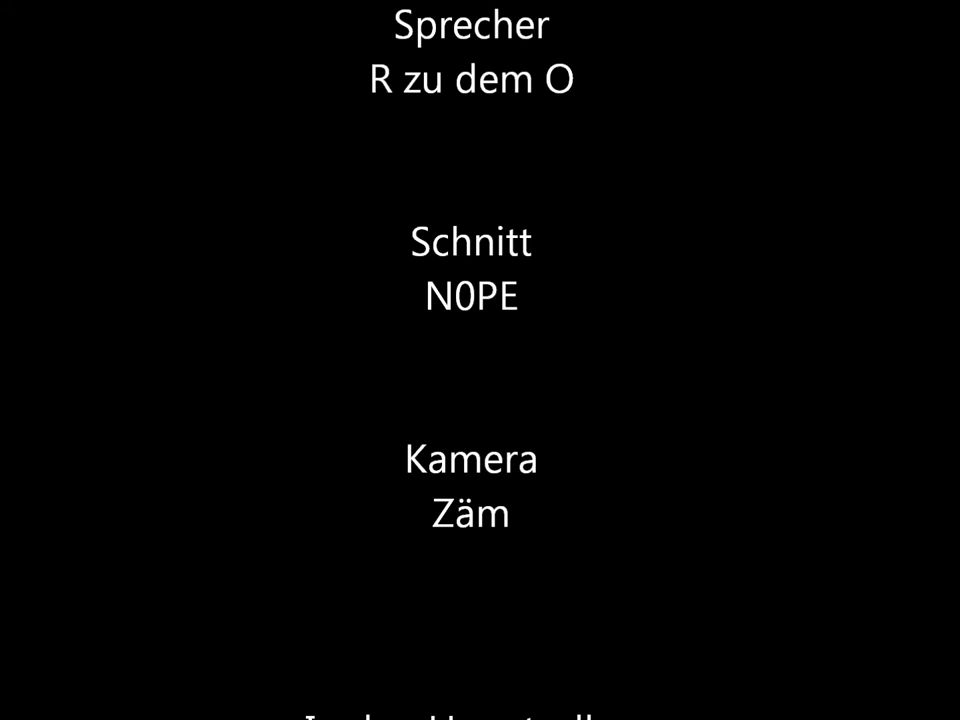 Sprecher
R zu dem O
Schnitt
N0PE
Kamera
Zäm